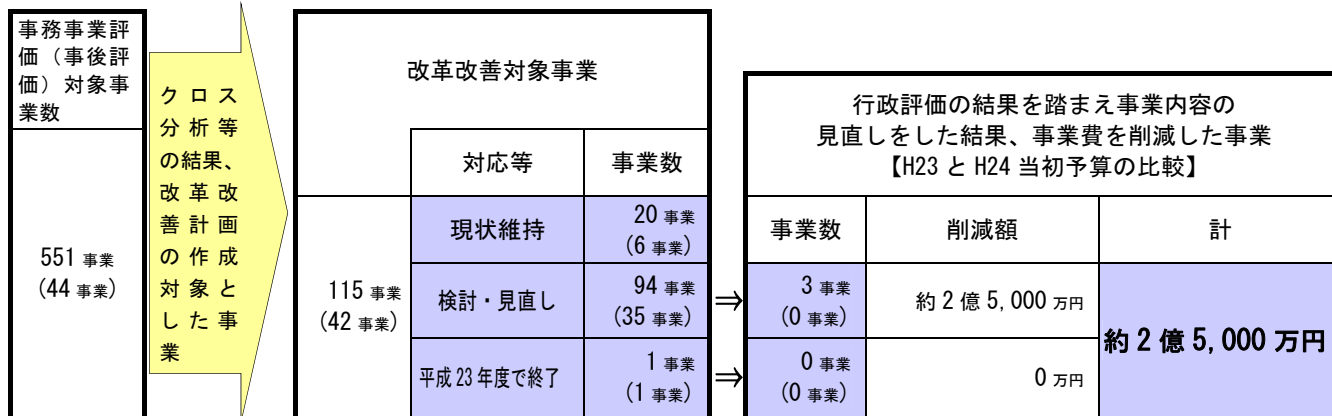 事務事業評
価（事後評
価）対象事
業数
551 事業
(44 事業)
クロス
分析等
の結果、
改革改
善計画
の作成
対象と
した事
業
改革改善対象事業
対応等
事業数
115 事業
(42 事業)
現状維持
20 事業
(6 事業)
検討・見直し
94 事業
(35 事業)
⇒
平成 23 年度で終了
1 事業
(1 事業)
⇒
行政評価の結果を踏まえ事業内容の
見直しをした結果、事業費を削減した事業
【H23 と H24 当初予算の比較】
事業数
削減額
計
3 事業
(0 事業)
約 2 億 5,000 万円
0 事業
(0 事業)
0 万円
約 2 億 5,000 万円